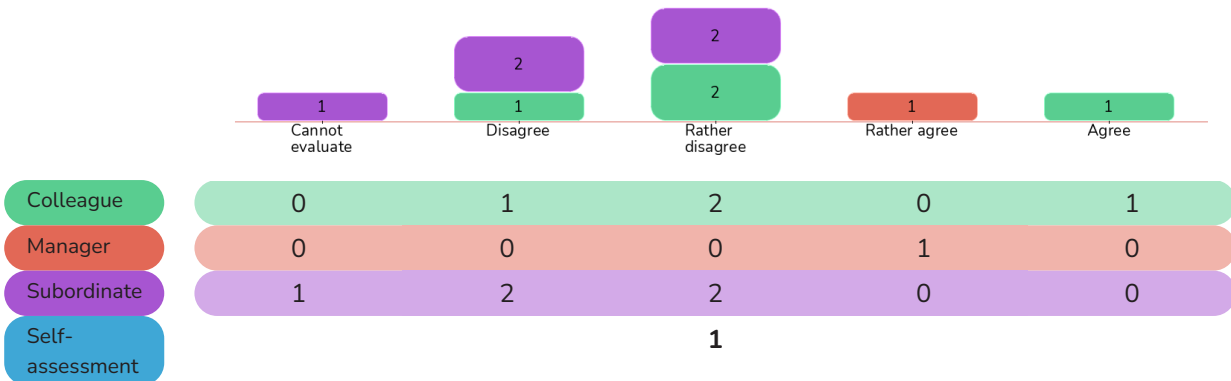 2
2
1
1
2
1
1
Cannot evaluate
Disagree
Rather disagree
Rather agree
Agree
Colleague 0 1 2 0 1
Manager 0 0 0 1 0
Subordinate 1 2 2 0 0
Self-
assessment
1